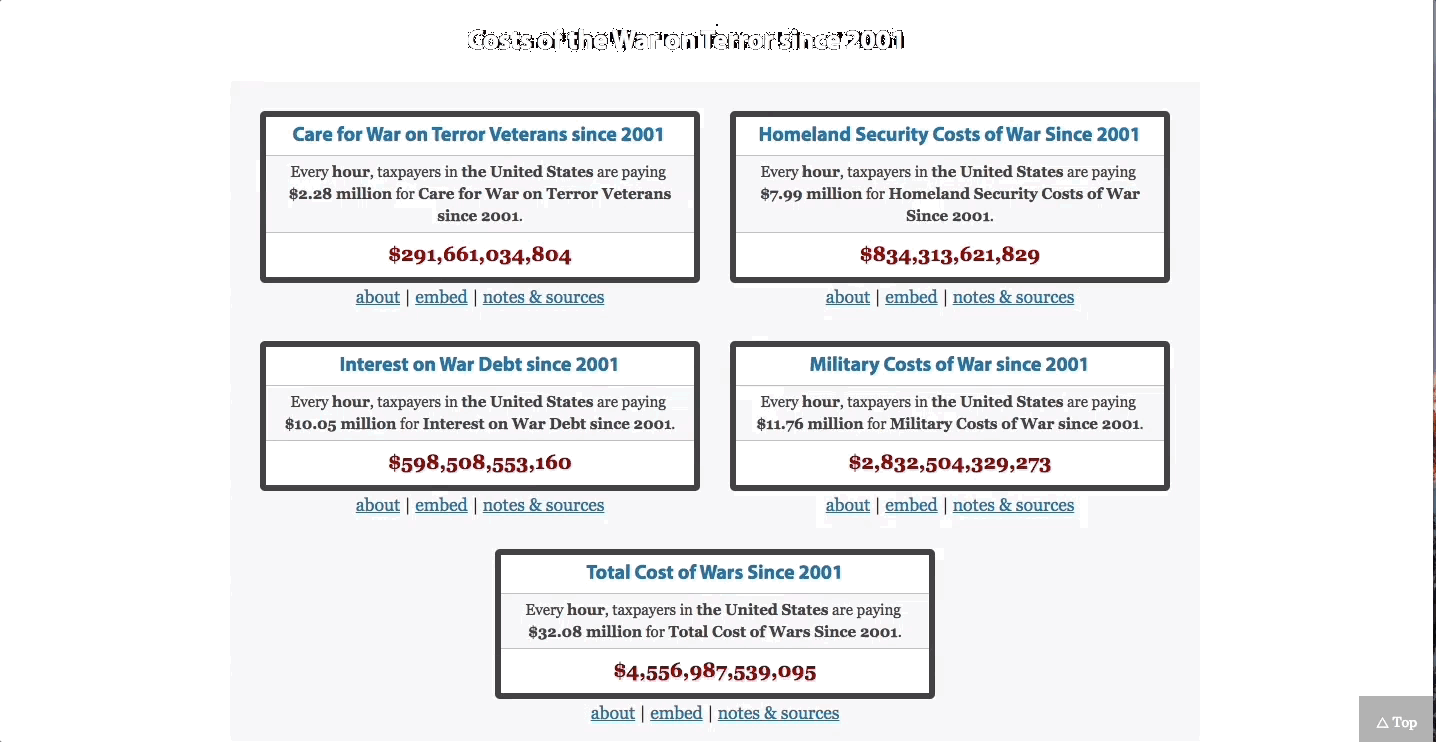 Costs of the War on Terror since 2001
Care for War on Terror Veterans since 2001
Every hour, taxpayers in the United States are paying
$2.28 million for Care for War on Terror Veterans
since 2001.
$291,661,034,804
about | embed | notes & sources
Homeland Security Costs of War Since 2001
Every hour, taxpayers in the United States are paying
$7.99 million for Homeland Security Costs of War
Since 2001.
$834,313,621,829
about | embed | notes & sources
Interest on War Debt since 2001
Every hour, taxpayers in the United States are paying
$10.05 million for Interest on War Debt since 2001.
$598,508,553,160
about | embed | notes & sources
Military Costs of War since 2001
Every hour, taxpayers in the United States are paying
$11.76 million for Military Costs of War since 2001.
$2,832,504,329,273
about | embed | notes & sources
Total Cost of Wars Since 2001
Every hour, taxpayers in the United States are paying
$32.08 million for Total Cost of Wars Since 2001.
$4,556,987,539,095
about | embed | notes & sources
△ Top